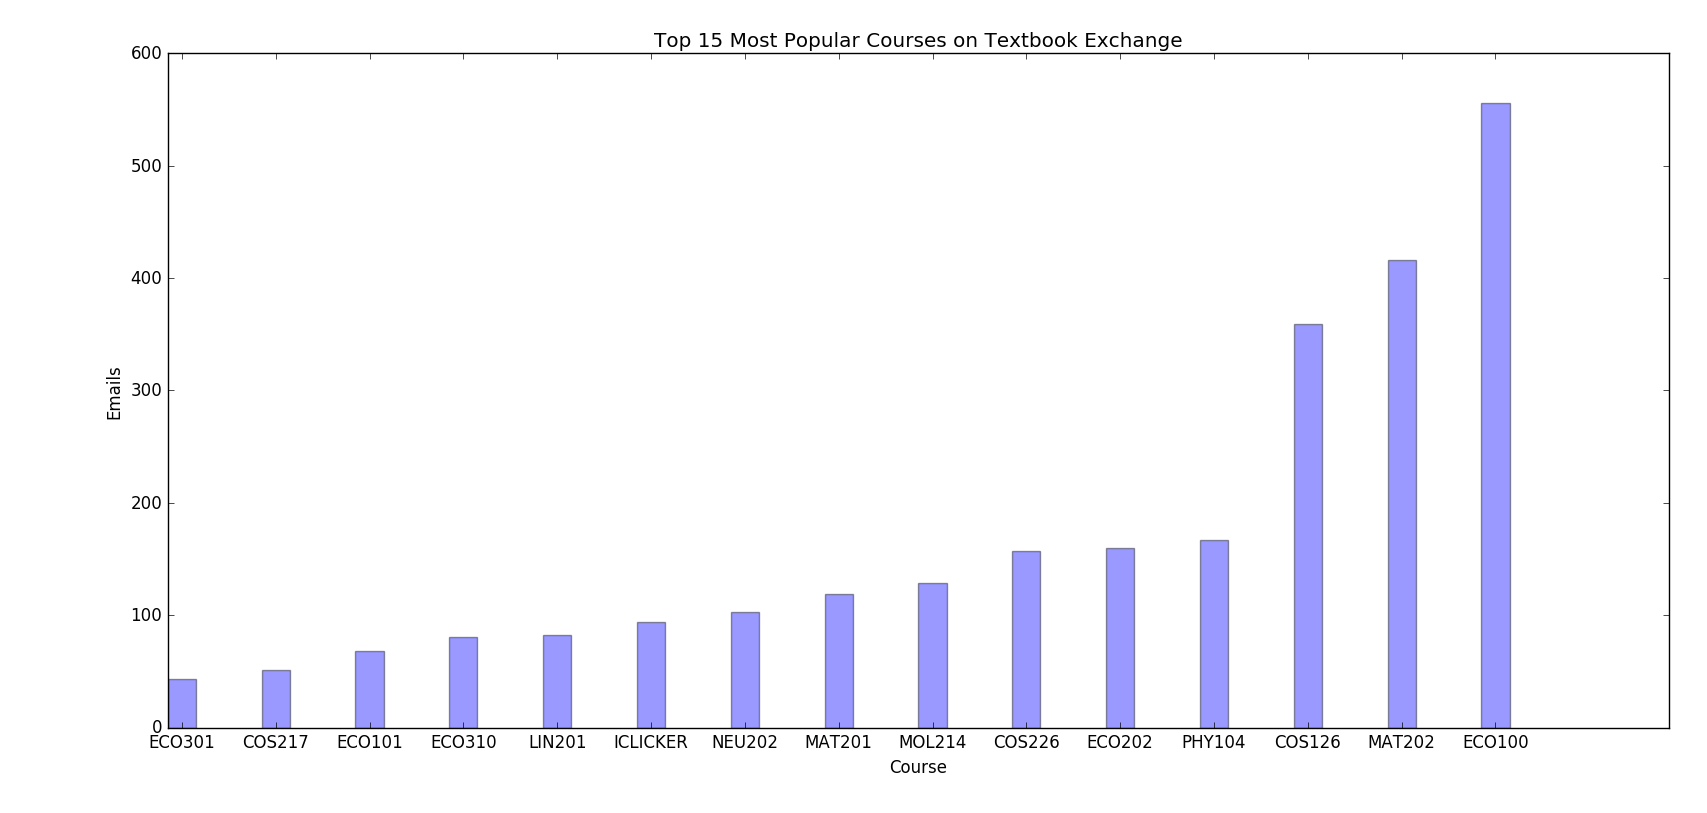 Top 15 Most Popular Courses on Textbook Exchange
600
500
400
300
200
100
0
Emails
ECO301 COS217 ECO101 ECO310 LIN201 ICLICKER NEU202 MAT201 MOL214 COS226 ECO202 PHY104 COS126 MAT202 ECO100
Course